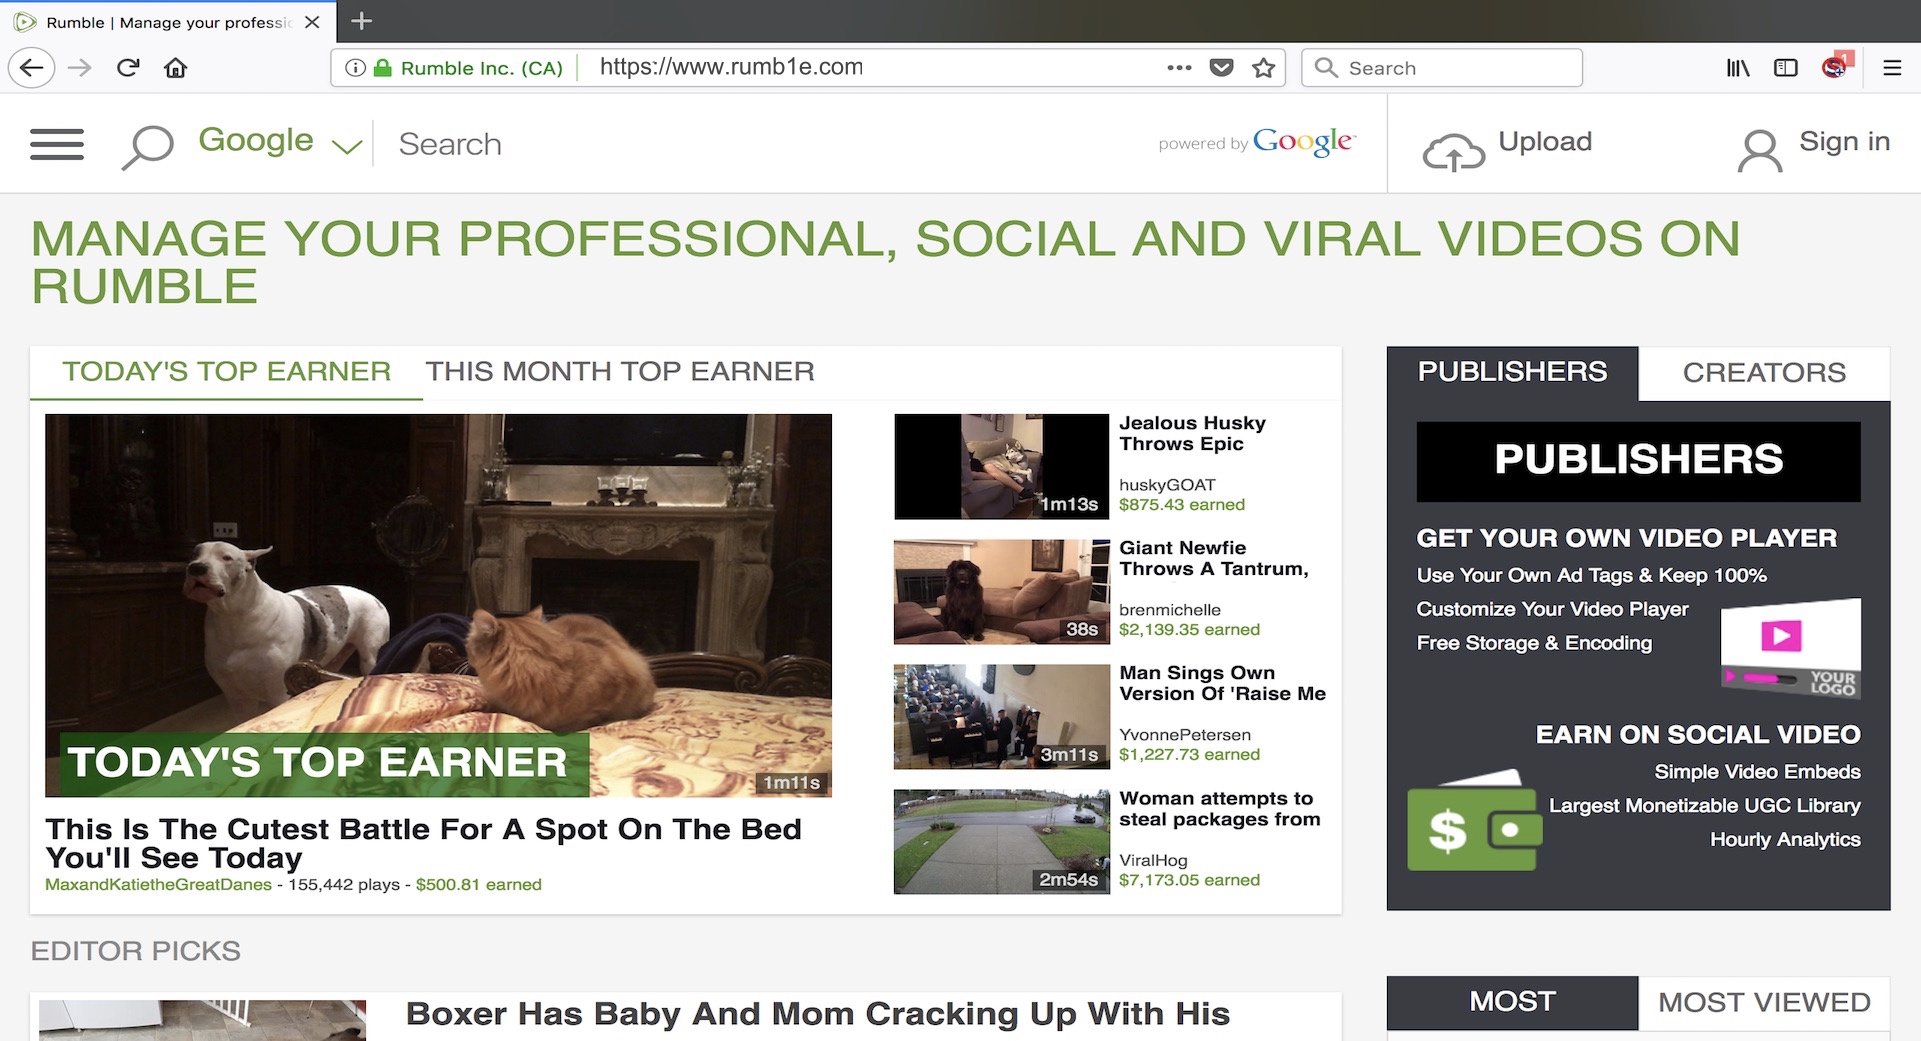 Rumble | Manage your professi
Rumble Inc. (CA)
https://www.rumb1e.com
Search
1
Google
Search
powered by Google
Upload
Sign in
MANAGE YOUR PROFESSIONAL, SOCIAL AND VIRAL VIDEOS ON
RUMBLE
TODAY'S TOP EARNER
THIS MONTH TOP EARNER
TODAY'S TOP EARNER
1m11s
This Is The Cutest Battle For A Spot On The Bed
You'll See Today
MaxandKatietheGreatDanes - 155,442 plays - $500.81 earned
1m13s
Jealous Husky
Throws Epic
huskyGOAT
$875.43 earned
38s
Giant Newfie
Throws A Tantrum,
brenmichelle
$2,139.35 earned
3m11s
Man Sings Own
Version Of 'Raise Me
YvonnePetersen
$1,227.73 earned
2m54s
Woman attempts to
steal packages from
ViralHog
$7,173.05 earned
PUBLISHERS
CREATORS
PUBLISHERS
GET YOUR OWN VIDEO PLAYER
Use Your Own Ad Tags & Keep 100%
Customize Your Video Player
Free Storage & Encoding
YOUR
LOGO
EARN ON SOCIAL VIDEO
Simple Video Embeds
Largest Monetizable UGC Library
Hourly Analytics
$
EDITOR PICKS
Boxer Has Baby And Mom Cracking Up With His
MOST
MOST VIEWED